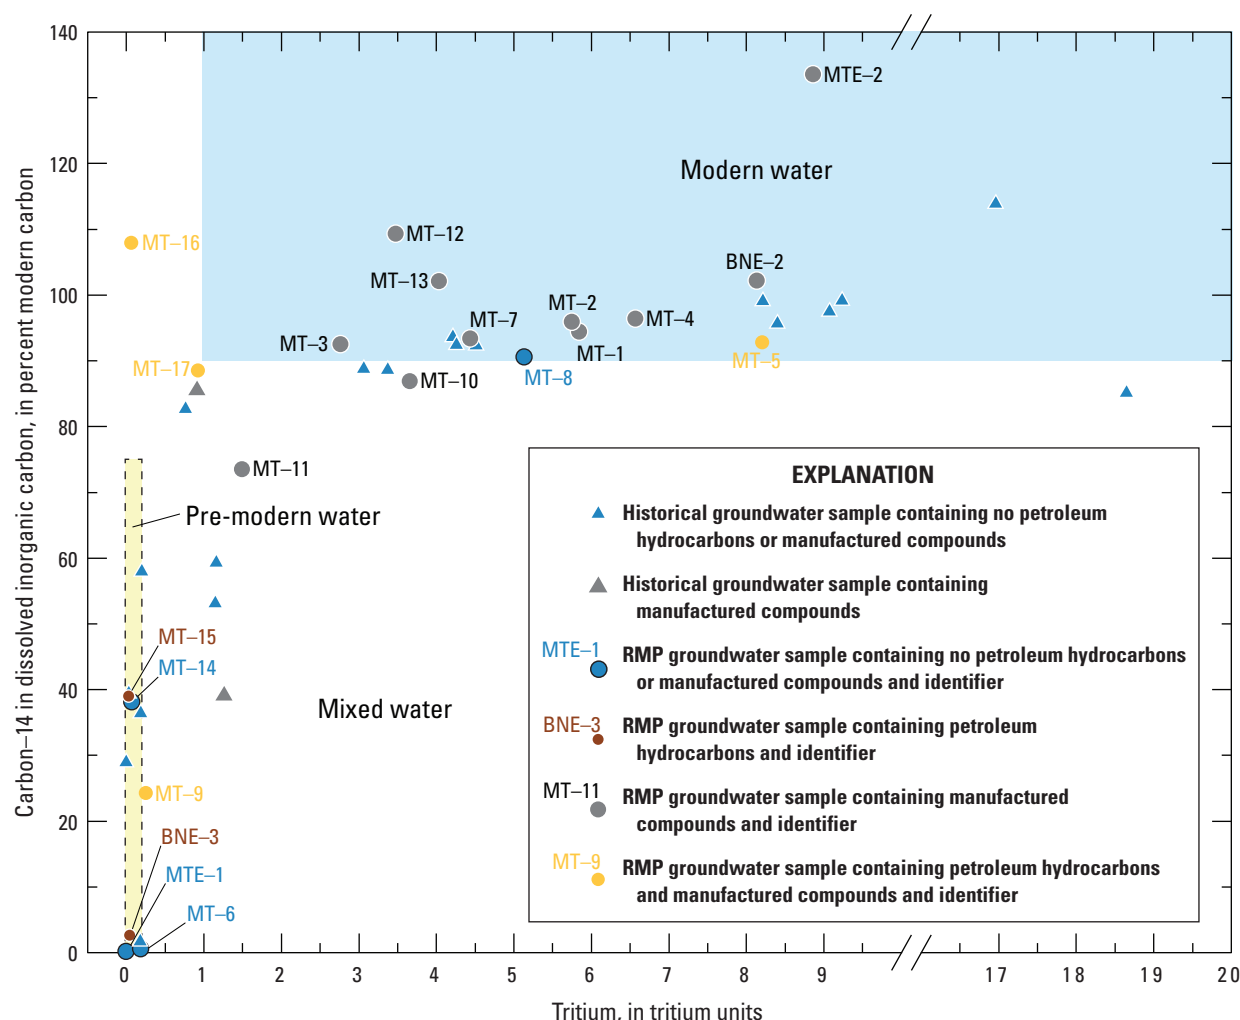 140
120
100
80
60
40
20
0
Carbon–14 in dissolved inorganic carbon, in percent modern carbon
MTE–2
Modern water
MT–16
MT–12
BNE–2
MT–13
MT–2
MT–7
MT–4
MT–3
MT–1
MT–5
MT–17
MT–8
MT–10
MT–11
Pre-modern water
MT–15
MT–14
Mixed water
MT–9
BNE–3
MTE–1
MT–6
EXPLANATION
Historical groundwater sample containing no petroleum
hydrocarbons or manufactured compounds
Historical groundwater sample containing
manufactured compounds
MTE–1
RMP groundwater sample containing no petroleum hydrocarbons
or manufactured compounds and identifier
BNE–3
RMP groundwater sample containing petroleum
hydrocarbons and identifier
MT–11
RMP groundwater sample containing manufactured
compounds and identifier
MT–9
RMP groundwater sample containing petroleum hydrocarbons
and manufactured compounds and identifier
0 1 2 3 4 5 6 7 8 9 17 18 19 20
Tritium, in tritium units